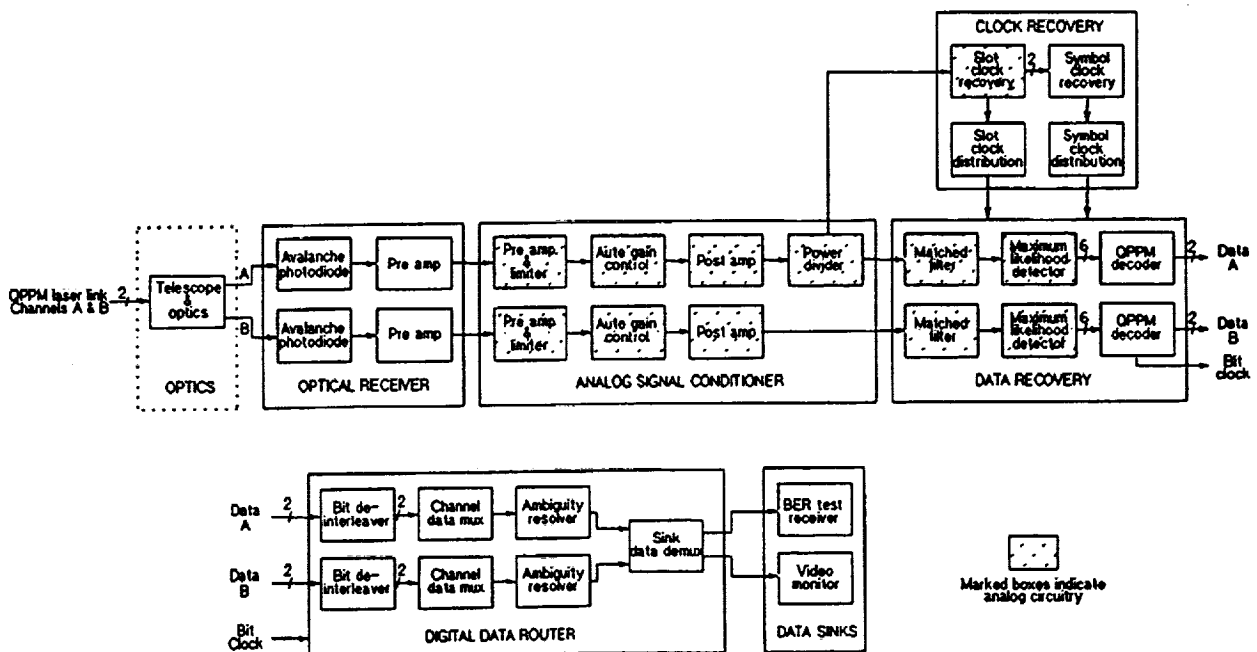 CLOCK RECOVERY
Slot
clock
recovery
2
Symbol
clock
recovery
Slot
clock
distribution
Symbol
clock
distribution
QPPM laser link
Channels A & B
2
Telescope
&
optics
A
B
OPTICS
Avalanche
photodiode
Pre amp
Avalanche
photodiode
Pre amp
OPTICAL RECEIVER
Pre amp
&
limiter
Auto gain
control
Post amp
Power
divider
Pre amp
&
limiter
Auto gain
control
Post amp
ANALOG SIGNAL CONDITIONER
Matched
filter
Maximum
likelihood
detector
6
QPPM
decoder
2
Data
A
Matched
filter
Maximum
likelihood
detector
6
QPPM
decoder
2
Data
B
Bit
clock
DATA RECOVERY
Data
A
2
Bit de-
interleaver
2
Channel
data mux
Ambiguity
resolver
Data
B
2
Bit de-
interleaver
2
Channel
data mux
Ambiguity
resolver
Sink
data demux
Bit
Clock
DIGITAL DATA ROUTER
BER test
receiver
Video
monitor
DATA SINKS
Marked boxes indicate
analog circuitry